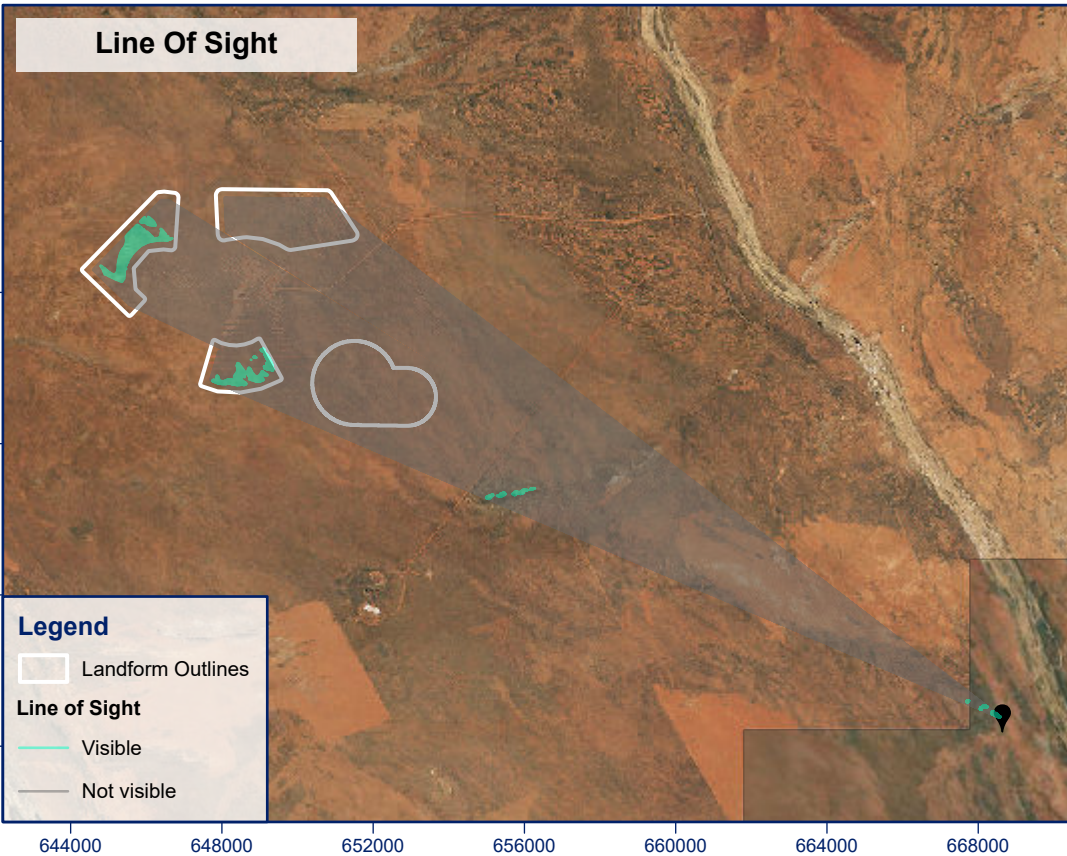 Line Of Sight
Legend
Landform Outlines
Line of Sight
Visible
Not visible
644000 648000 652000 656000 660000 664000 668000